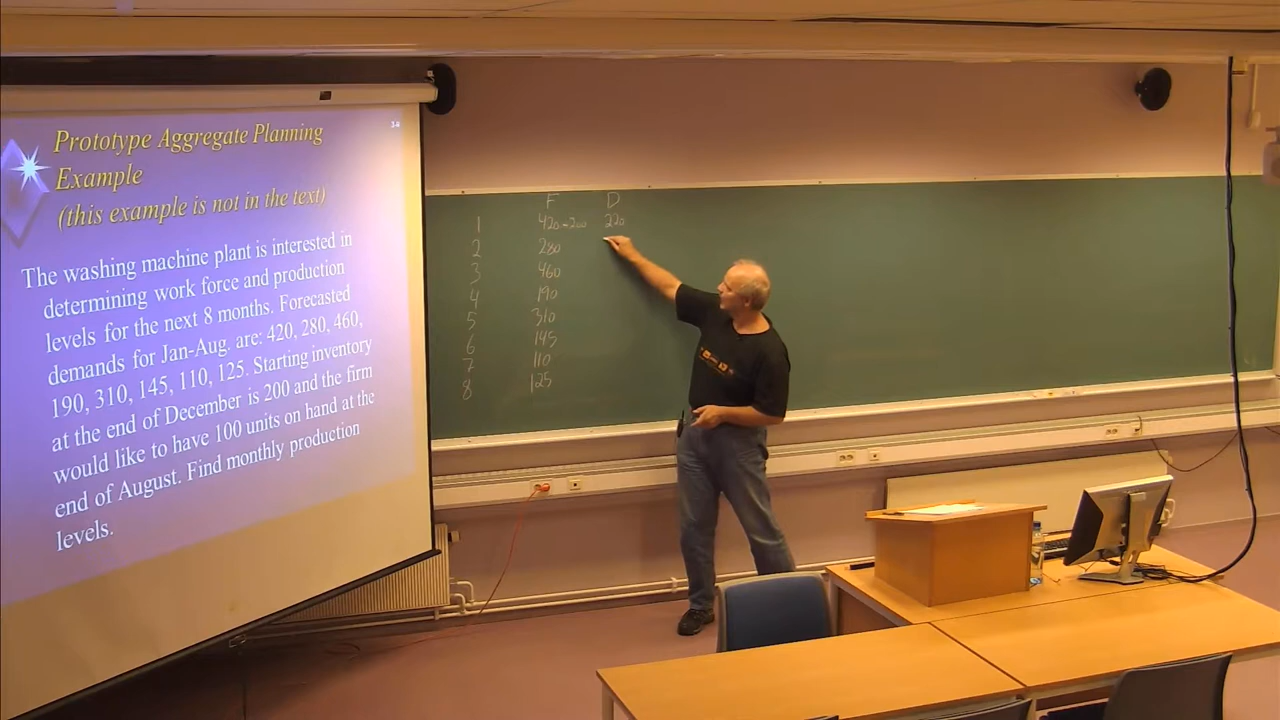 34
Prototype Aggregate Planning
Example
(this example is not in the text)
The washing machine plant is interested in
determining work force and production
levels for the next 8 months. Forecasted
demands for Jan-Aug. are: 420, 280, 460,
190, 310, 145, 110, 125. Starting inventory
at the end of December is 200 and the firm
would like to have 100 units on hand at the
end of August. Find monthly production
levels.
F D
1 420-200 220
2 280
3 460
4 190
5 310
6 145
7 110
8 125